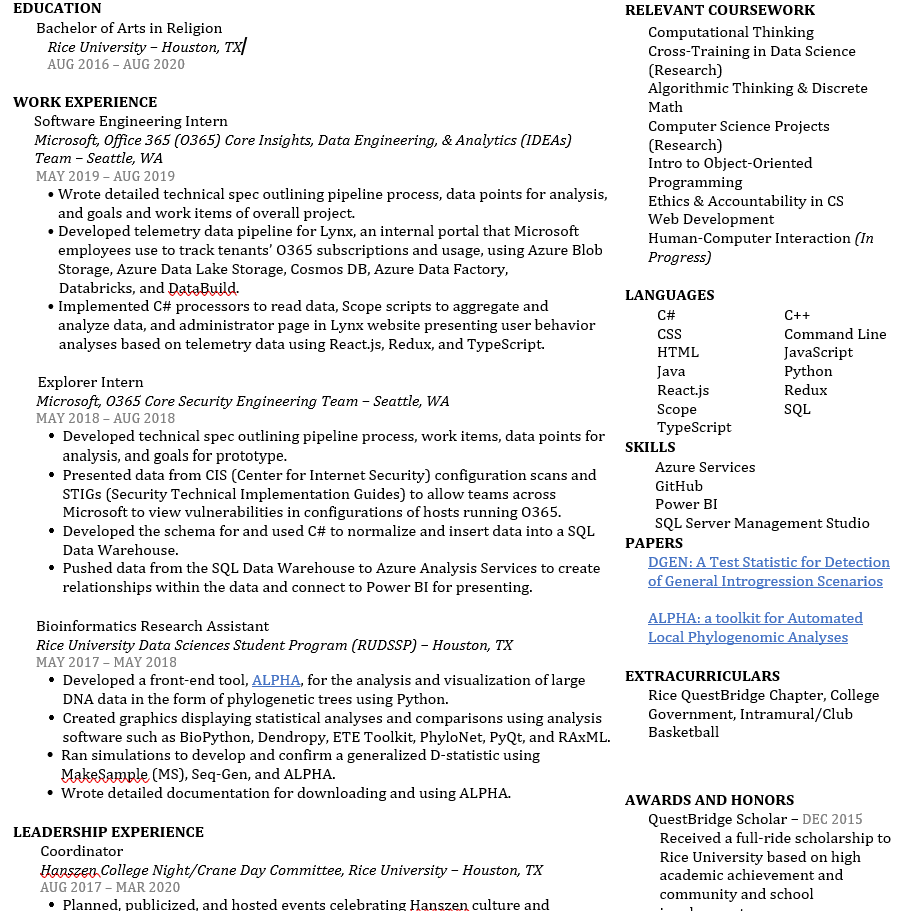 EDUCATION
Bachelor of Arts in Religion
Rice University – Houston, TX
AUG 2016 – AUG 2020
WORK EXPERIENCE
Software Engineering Intern
Microsoft, Office 365 (O365) Core Insights, Data Engineering, & Analytics (IDEAs)
Team – Seattle, WA
MAY 2019 – AUG 2019
• Wrote detailed technical spec outlining pipeline process, data points for analysis,
and goals and work items of overall project.
• Developed telemetry data pipeline for Lynx, an internal portal that Microsoft
employees use to track tenants’ O365 subscriptions and usage, using Azure Blob
Storage, Azure Data Lake Storage, Cosmos DB, Azure Data Factory,
Databricks, and DataBuild.
• Implemented C# processors to read data, Scope scripts to aggregate and
analyze data, and administrator page in Lynx website presenting user behavior
analyses based on telemetry data using React.js, Redux, and TypeScript.
Explorer Intern
Microsoft, O365 Core Security Engineering Team – Seattle, WA
MAY 2018 – AUG 2018
• Developed technical spec outlining pipeline process, work items, data points for
analysis, and goals for prototype.
• Presented data from CIS (Center for Internet Security) configuration scans and
STIGs (Security Technical Implementation Guides) to allow teams across
Microsoft to view vulnerabilities in configurations of hosts running O365.
• Developed the schema for and used C# to normalize and insert data into a SQL
Data Warehouse.
• Pushed data from the SQL Data Warehouse to Azure Analysis Services to create
relationships within the data and connect to Power BI for presenting.
Bioinformatics Research Assistant
Rice University Data Sciences Student Program (RUDSSP) – Houston, TX
MAY 2017 – MAY 2018
• Developed a front-end tool, ALPHA, for the analysis and visualization of large
DNA data in the form of phylogenetic trees using Python.
• Created graphics displaying statistical analyses and comparisons using analysis
software such as BioPython, Dendropy, ETE Toolkit, PhyloNet, PyQt, and RAxML.
• Ran simulations to develop and confirm a generalized D-statistic using
MakeSample (MS), Seq-Gen, and ALPHA.
• Wrote detailed documentation for downloading and using ALPHA.
LEADERSHIP EXPERIENCE
Coordinator
Hanszen College Night/Crane Day Committee, Rice University – Houston, TX
AUG 2017 – MAR 2020
• Planned, publicized, and hosted events celebrating Hanszen culture and
RELEVANT COURSEWORK
Computational Thinking
Cross-Training in Data Science
(Research)
Algorithmic Thinking & Discrete
Math
Computer Science Projects
(Research)
Intro to Object-Oriented
Programming
Ethics & Accountability in CS
Web Development
Human-Computer Interaction (In
Progress)
LANGUAGES
C# C++
CSS Command Line
HTML JavaScript
Java Python
React.js Redux
Scope SQL
TypeScript
SKILLS
Azure Services
GitHub
Power BI
SQL Server Management Studio
PAPERS
DGEN: A Test Statistic for Detection
of General Introgression Scenarios
ALPHA: a toolkit for Automated
Local Phylogenomic Analyses
EXTRACURRICULARS
Rice QuestBridge Chapter, College
Government, Intramural/Club
Basketball
AWARDS AND HONORS
QuestBridge Scholar – DEC 2015
Received a full-ride scholarship to
Rice University based on high
academic achievement and
community and school